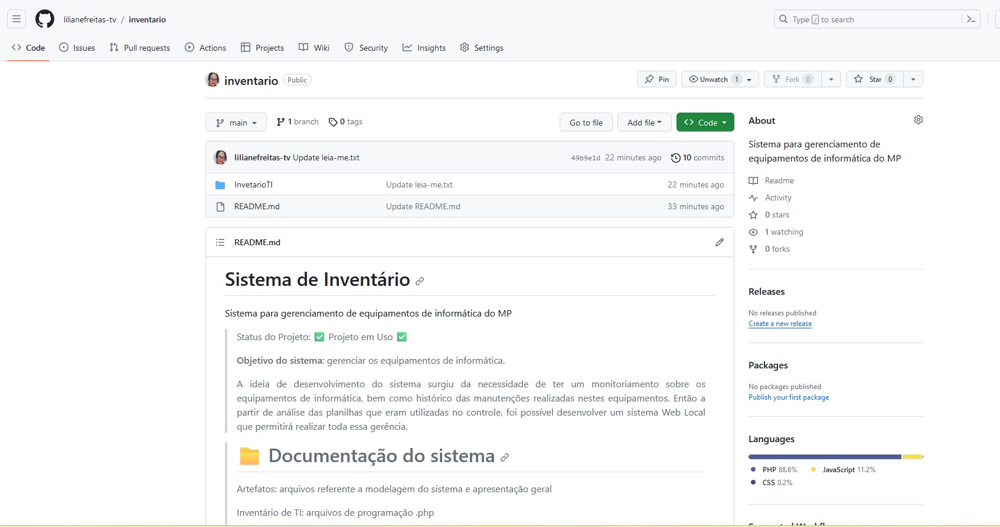 lilianefreitas-tv / inventario
Type / to search
Code Issues Pull requests Actions Projects Wiki Security Insights Settings
inventario Public
Pin Unwatch 1 Fork 0 Star 0
main 1 branch 0 tags Go to file Add file Code
lilianefreitas-tv Update leia-me.txt 49b9e1d 22 minutes ago 10 commits
InvetarioTI Update leia-me.txt 22 minutes ago
README.md Update README.md 33 minutes ago
README.md
Sistema de Inventário
Sistema para gerenciamento de equipamentos de informática do MP
Status do Projeto: ✅ Projeto em Uso ✅
Objetivo do sistema: gerenciar os equipamentos de informática.
A ideia de desenvolvimento do sistema surgiu da necessidade de ter um monitoriamento sobre os
equipamentos de informática, bem como histórico das manutenções realizadas nestes equipamentos. Então a
partir de análise das planilhas que eram utilizadas no controle, foi possível desenvolver um sistema Web Local
que permitirá realizar toda essa gerência.
Documentação do sistema
Artefatos: arquivos referente a modelagem do sistema e apresentação geral
Inventário de TI: arquivos de programação .php
About
Sistema para gerenciamento de
equipamentos de informática do MP
Readme
Activity
0 stars
1 watching
0 forks
Releases
No releases published
Create a new release
Packages
No packages published
Publish your first package
Languages
PHP 88.6% JavaScript 11.2%
CSS 0.2%